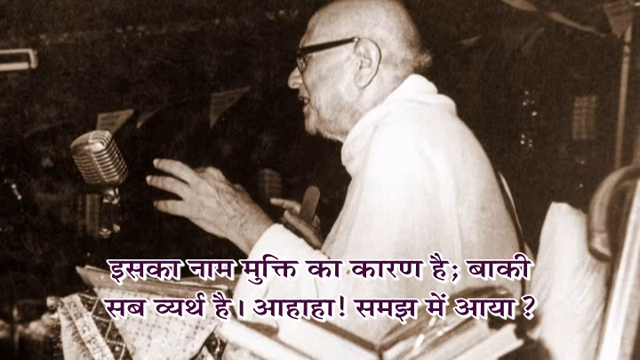 इसका नाम मुक्ति का कारण है; बाकी
सब व्यर्थ है। आहाहा! समझ में आया?